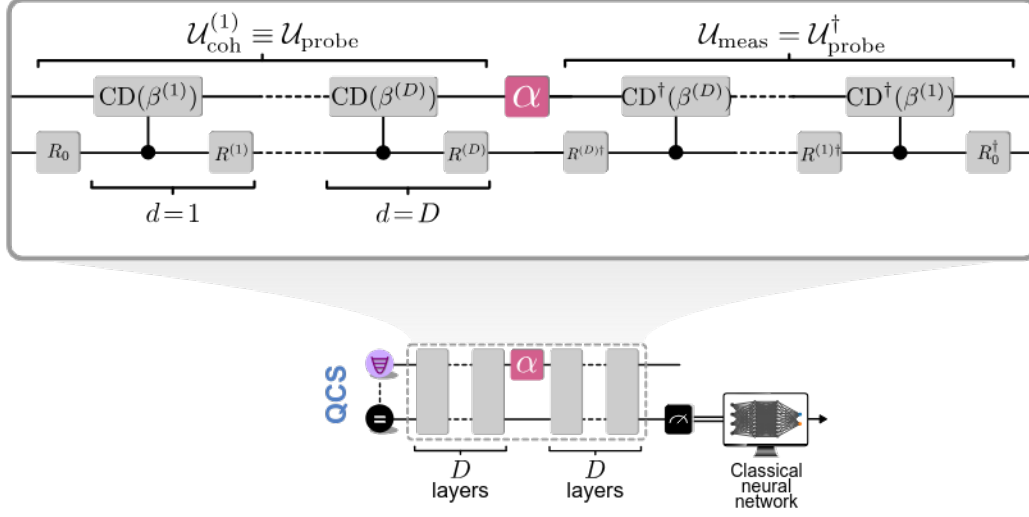 𝒰_coh^(1) ≡ 𝒰_probe
𝒰_meas = 𝒰_probe^†
CD(β^(1))
CD(β^(D))
α
CD^†(β^(D))
CD^†(β^(1))
R_0
R^(1)
R^(D)
R^(D)†
R^(1)†
R_0^†
d=1
d=D
QCS
α
D
layers
D
layers
Classical
neural
network